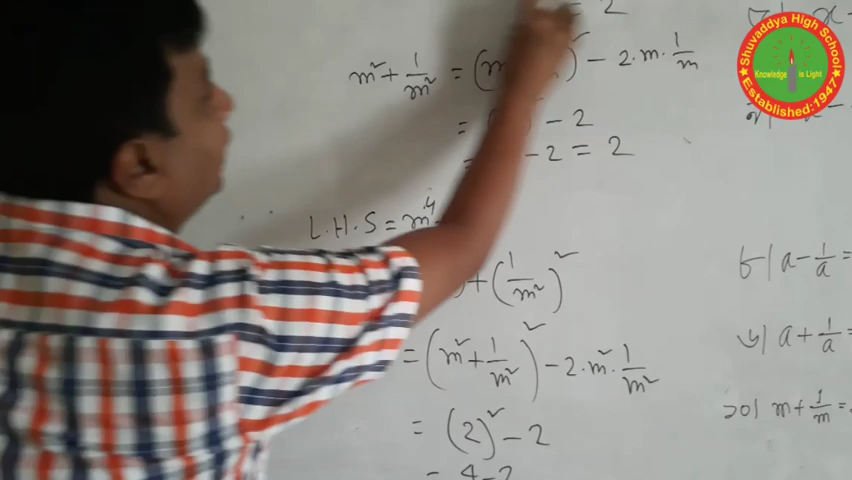 = 2
m² + 1/m² = (m )² - 2·m·1/m
= ( )² - 2
= - 2 = 2
L.H.S = m⁴
+ (1/m²)²
= (m² + 1/m²)² - 2·m²·1/m²
= (2)² - 2
= 4 - 2
৮| a - 1/a =
৯| a + 1/a =
১০| m + 1/m =
Shuvaddya High School
Knowledge is Light
Established:1947